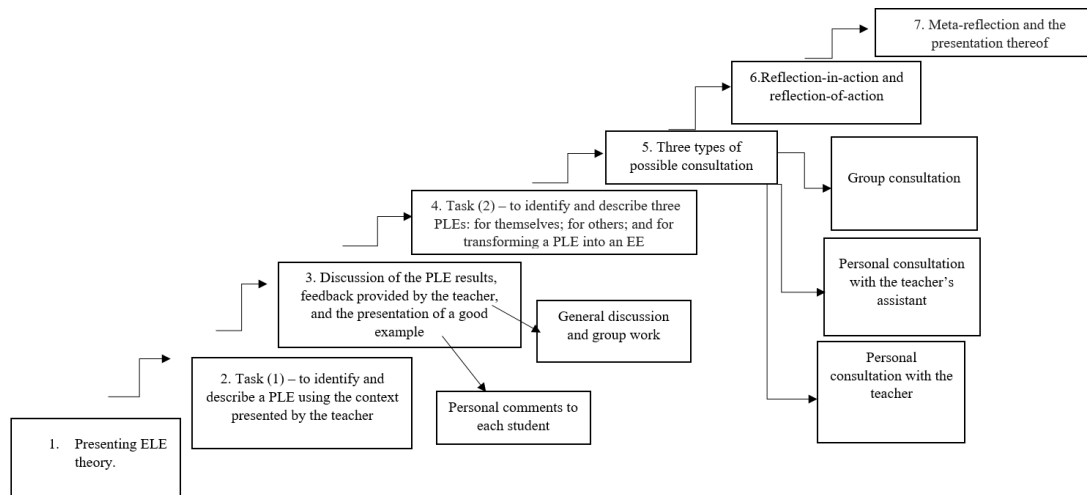 7. Meta-reflection and the
presentation thereof
6.Reflection-in-action and
reflection-of-action
5. Three types of
possible consultation
Group consultation
4. Task (2) – to identify and describe three
PLEs: for themselves; for others; and for
transforming a PLE into an EE
Personal consultation
with the teacher’s
assistant
3. Discussion of the PLE results,
feedback provided by the teacher,
and the presentation of a good
example
General discussion
and group work
Personal
consultation with the
teacher
2. Task (1) – to identify and
describe a PLE using the context
presented by the teacher
Personal comments to
each student
1. Presenting ELE
theory.